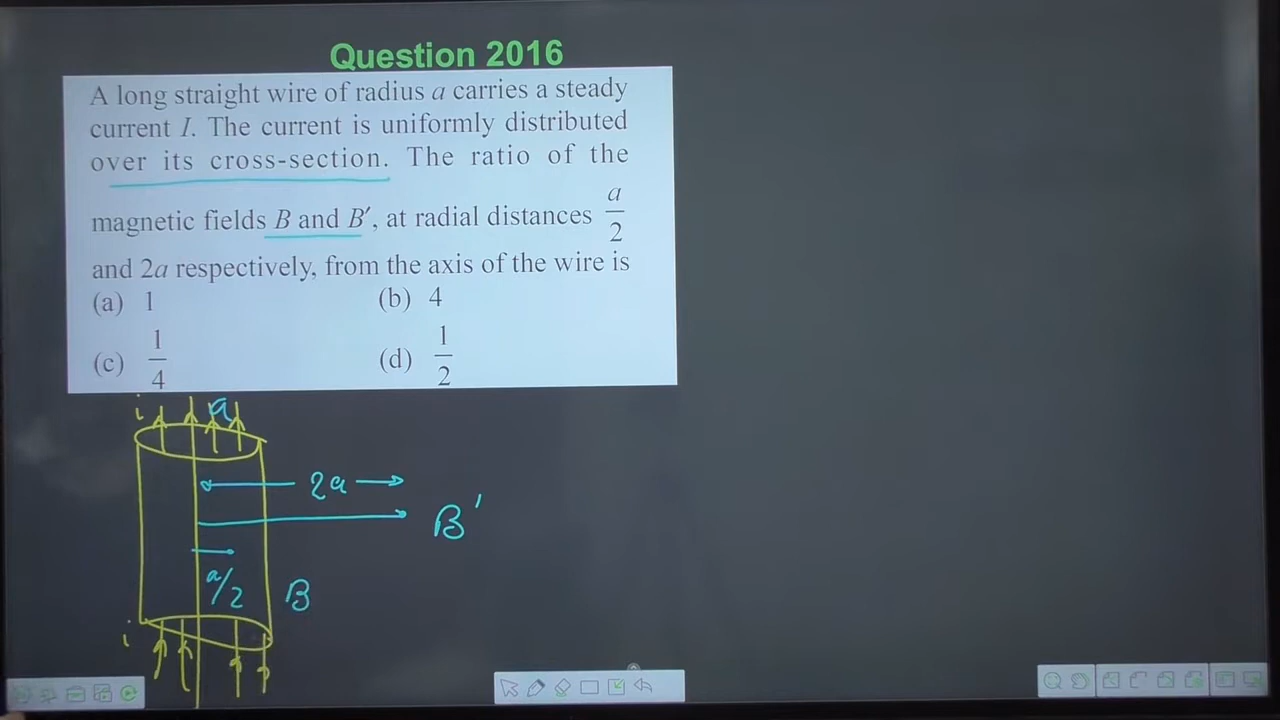 Question 2016
A long straight wire of radius a carries a steady
current I. The current is uniformly distributed
over its cross-section. The ratio of the
magnetic fields B and B′, at radial distances a/2
and 2a respectively, from the axis of the wire is
(a) 1 (b) 4
(c) 1/4 (d) 1/2
i a
2a
B′
a/2 B
i